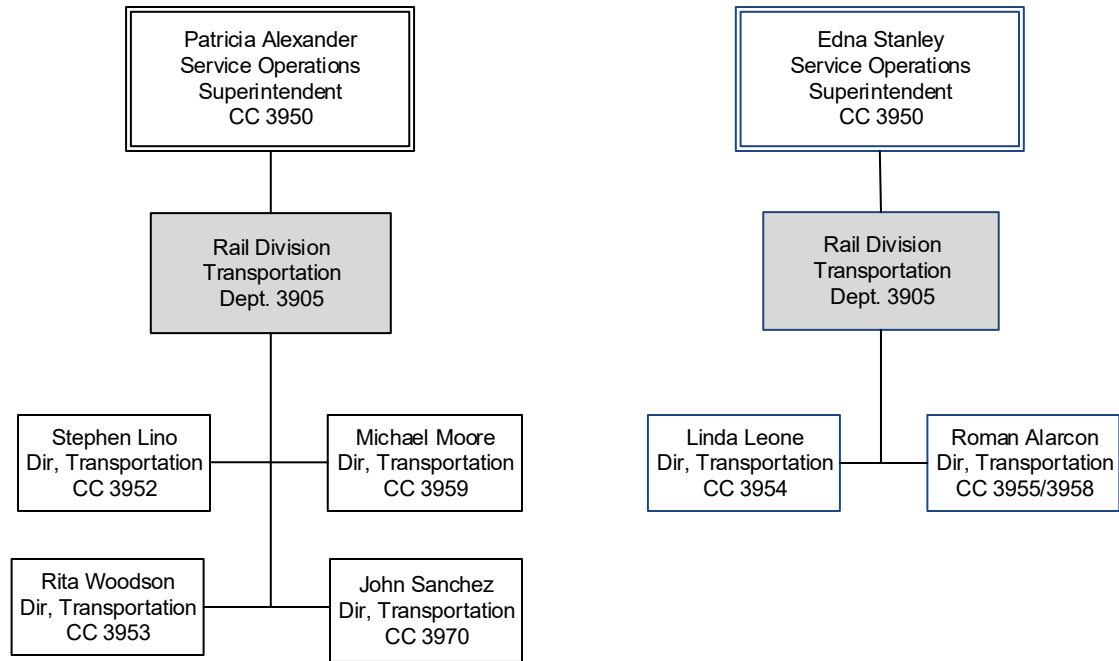 Patricia Alexander
Service Operations
Superintendent
CC 3950
Edna Stanley
Service Operations
Superintendent
CC 3950
Rail Division
Transportation
Dept. 3905
Rail Division
Transportation
Dept. 3905
Stephen Lino
Dir, Transportation
CC 3952
Michael Moore
Dir, Transportation
CC 3959
Linda Leone
Dir, Transportation
CC 3954
Roman Alarcon
Dir, Transportation
CC 3955/3958
Rita Woodson
Dir, Transportation
CC 3953
John Sanchez
Dir, Transportation
CC 3970